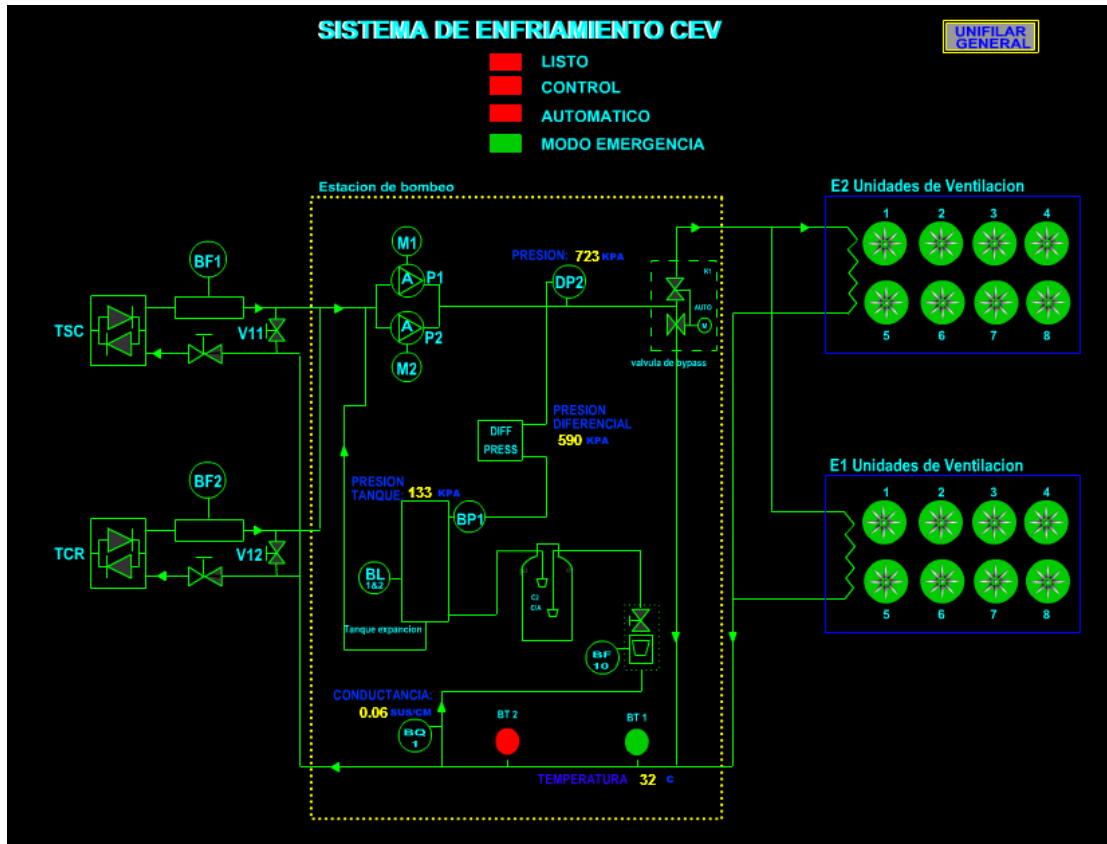 SISTEMA DE ENFRIAMIENTO CEV
UNIFILAR
GENERAL
LISTO
CONTROL
AUTOMATICO
MODO EMERGENCIA
Estacion de bombeo
E2 Unidades de Ventilacion
1 2 3 4
5 6 7 8
M1
A P1
A P2
M2
BF1
TSC
V11
PRESION: 723 KPA
DP2
K1
AUTO
M
valvula de bypass
DIFF
PRESS
PRESION
DIFERENCIAL
590 KPA
E1 Unidades de Ventilacion
1 2 3 4
5 6 7 8
BF2
TCR
V12
PRESION
TANQUE: 133 KPA
BP1
BL
1&2
Tanque expancion
C2
CIA
BF
10
CONDUCTANCIA:
0.06 SUS/CM
BQ
1
BT 2
BT 1
TEMPERATURA 32 C